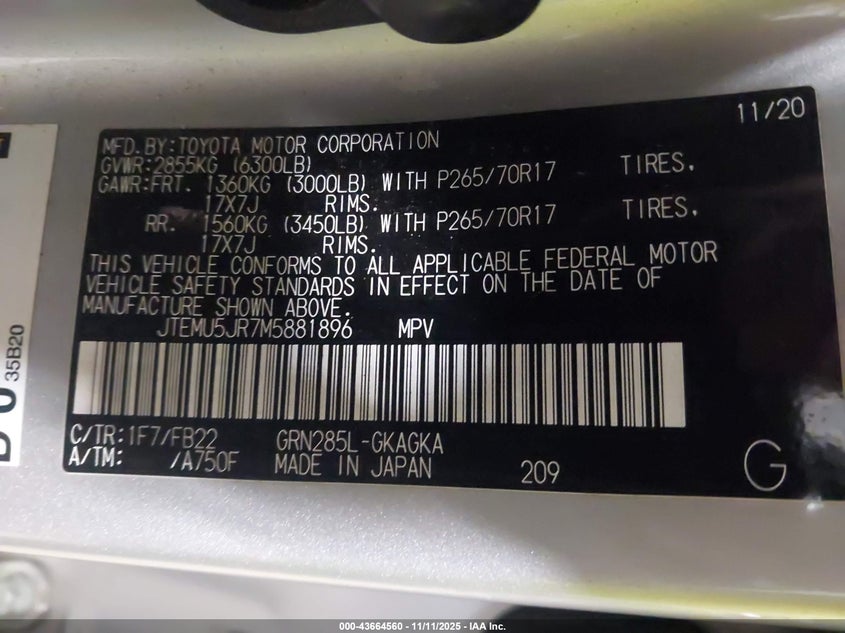 11/20
MFD.BY:TOYOTA MOTOR CORPORATION
GVWR:2855KG (6300LB)
GAWR:FRT. 1360KG (3000LB) WITH P265/70R17 TIRES.
17X7J RIMS.
RR. 1560KG (3450LB) WITH P265/70R17 TIRES.
17X7J RIMS.
THIS VEHICLE CONFORMS TO ALL APPLICABLE FEDERAL MOTOR
VEHICLE SAFETY STANDARDS IN EFFECT ON THE DATE OF
MANUFACTURE SHOWN ABOVE.
JTEMU5JR7M5881896 MPV
C/TR:1F7/FB22 GRN285L-GKAGKA
A/TM: /A750F MADE IN JAPAN 209 G
35B20
000-43664560 - 11/11/2025 - IAA Inc.